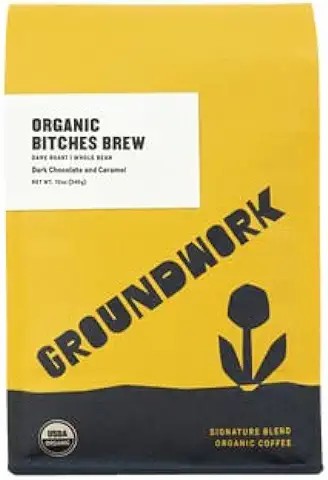 ORGANIC
BITCHES BREW
DARK ROAST | WHOLE BEAN
Dark Chocolate and Caramel
NET WT. 12oz (340g)
GROUNDWORK
USDA
ORGANIC
SIGNATURE BLEND
ORGANIC COFFEE